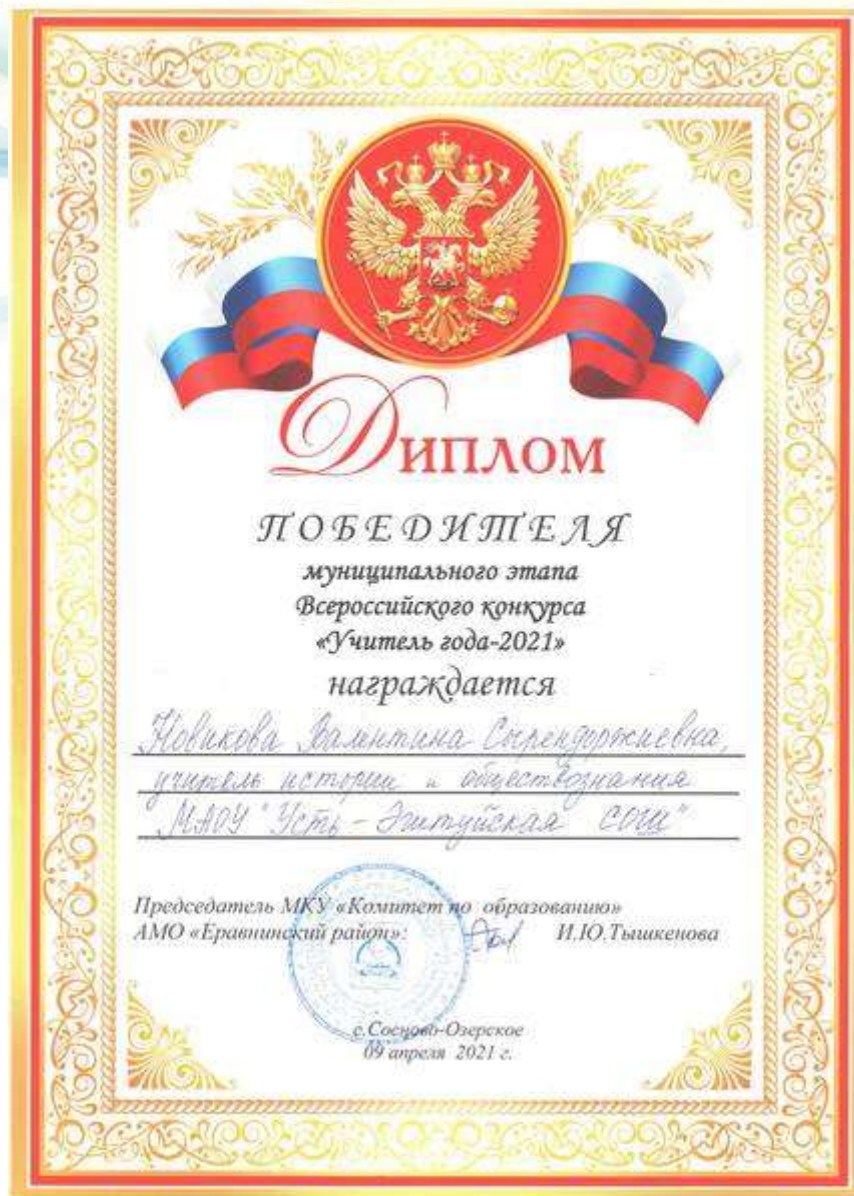 Диплом
ПОБЕДИТЕЛЯ
муниципального этапа
Всероссийского конкурса
«Учитель года-2021»
награждается
Новикова Валентина Сырендоржиевна,
учитель истории и обществознания
МАОУ "Усть-Эгитуйская СОШ"
Председатель МКУ «Комитет по образованию»
АМО «Еравнинский район»: И.Ю.Тышкенова
с.Сосново-Озерское
09 апреля 2021 г.